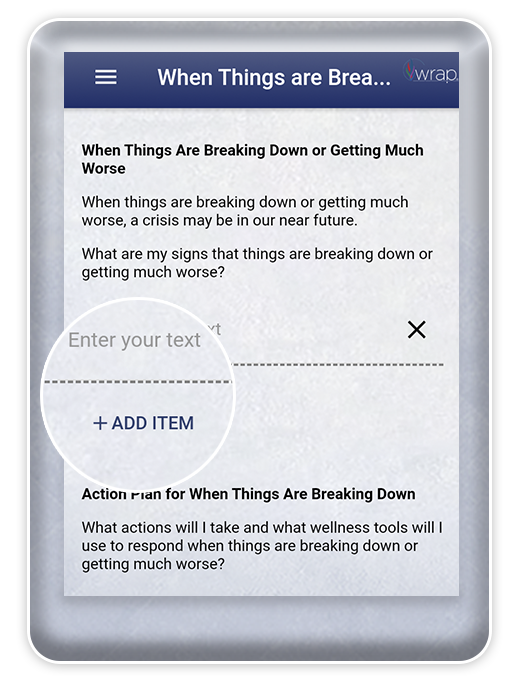 When Things are Brea...
wrap
When Things Are Breaking Down or Getting Much
Worse
When things are breaking down or getting much
worse, a crisis may be in our near future.
What are my signs that things are breaking down or
getting much worse?
Enter your text
+ ADD ITEM
Action Plan for When Things Are Breaking Down
What actions will I take and what wellness tools will I
use to respond when things are breaking down or
getting much worse?